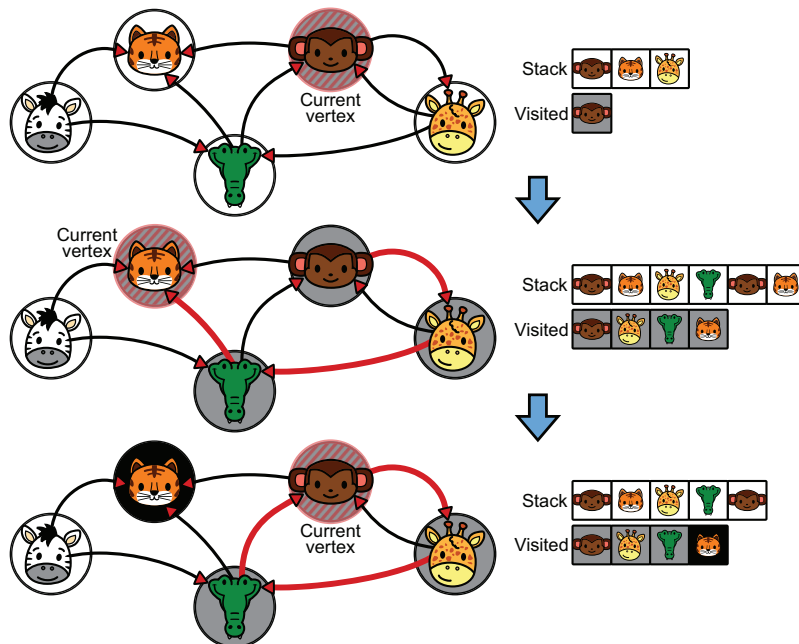 Stack
Current
vertex
Visited
Current
vertex
Stack
Visited
Stack
Current
vertex
Visited